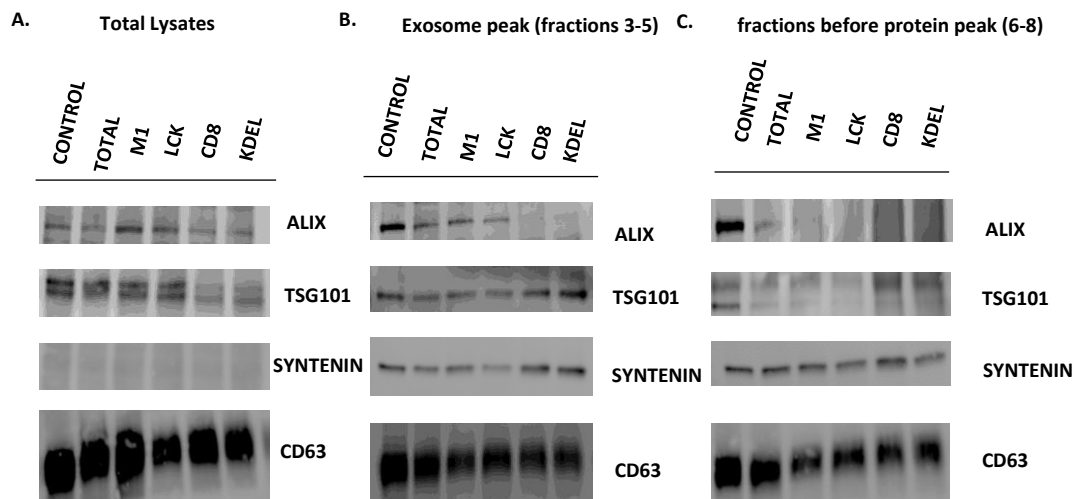 A. Total Lysates
CONTROL TOTAL M1 LCK CD8 KDEL
ALIX
TSG101
SYNTENIN
CD63
B. Exosome peak (fractions 3-5)
CONTROL TOTAL M1 LCK CD8 KDEL
ALIX
TSG101
SYNTENIN
CD63
C. fractions before protein peak (6-8)
CONTROL TOTAL M1 LCK CD8 KDEL
ALIX
TSG101
SYNTENIN
CD63